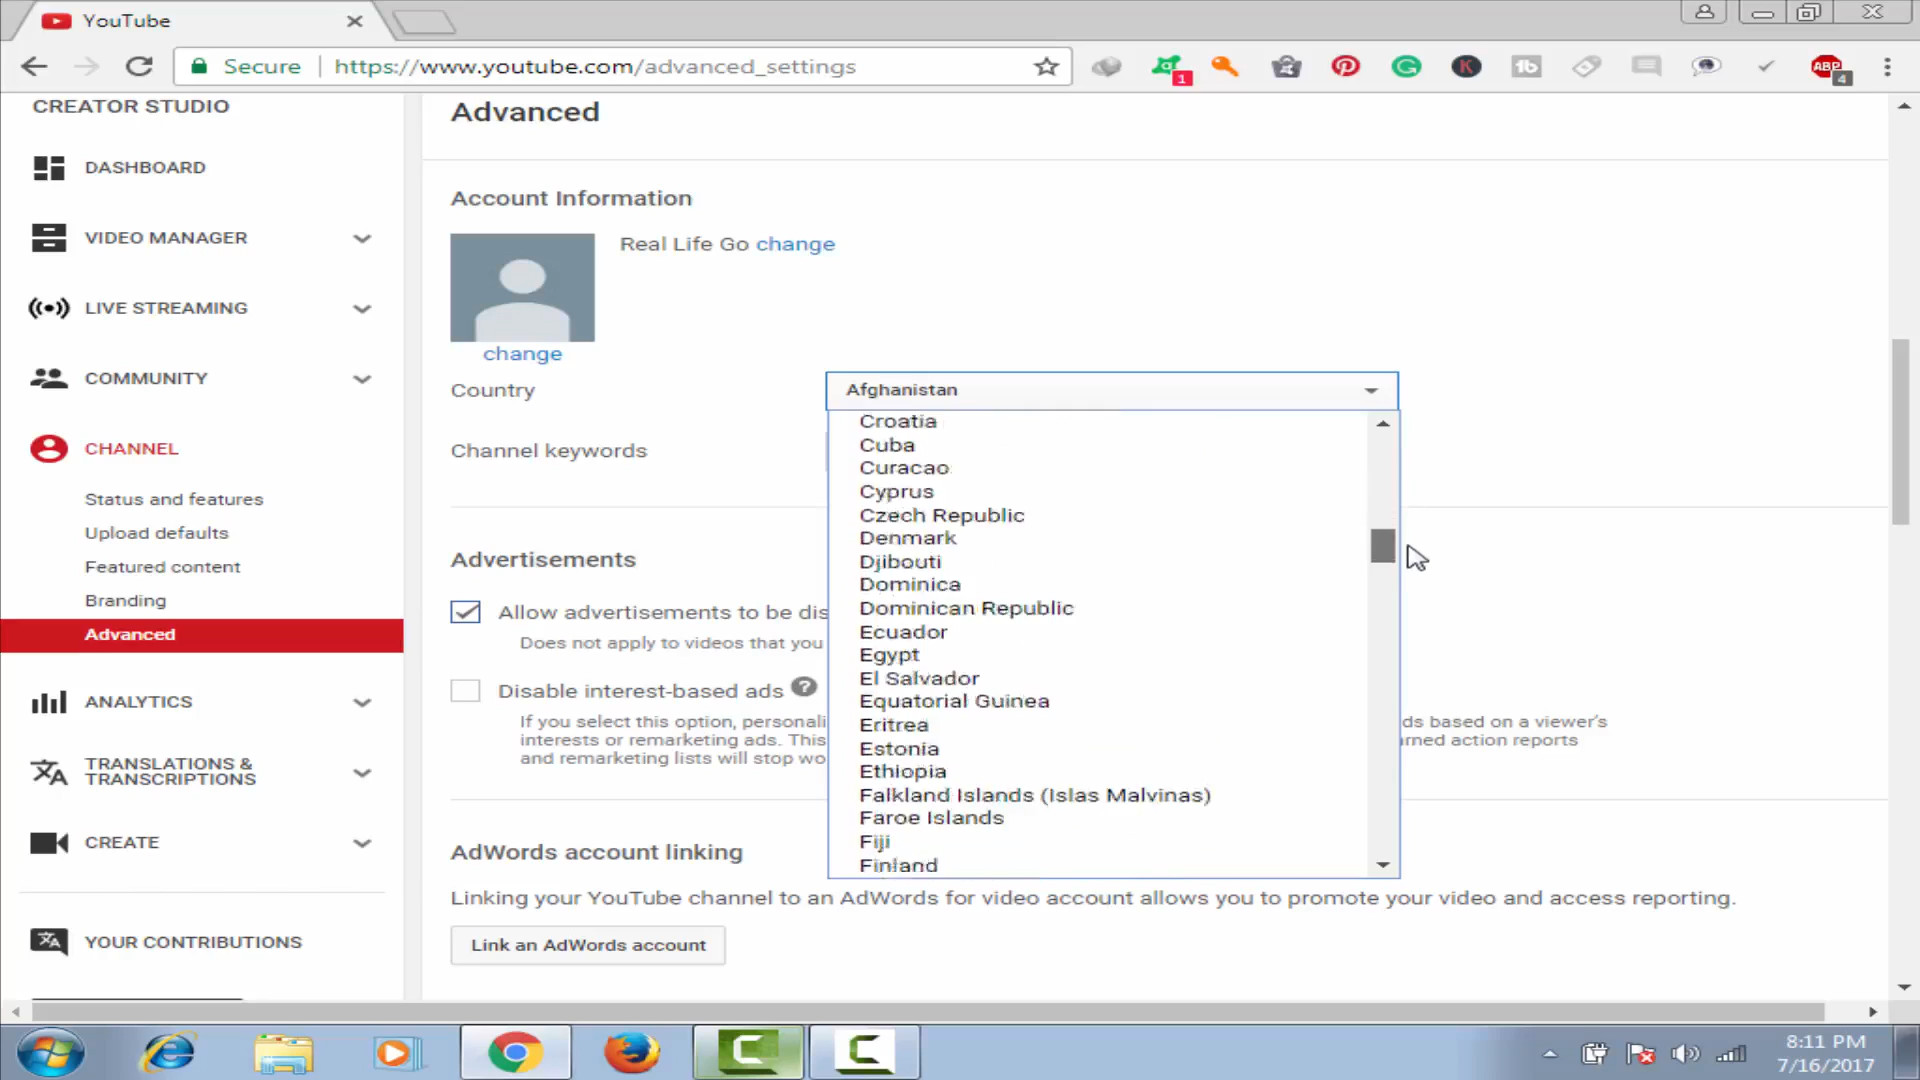 YouTube
Secure
https://www.youtube.com/advanced_settings
1
ABP
4
CREATOR STUDIO
DASHBOARD
VIDEO MANAGER
LIVE STREAMING
COMMUNITY
CHANNEL
Status and features
Upload defaults
Featured content
Branding
Advanced
ANALYTICS
TRANSLATIONS &
TRANSCRIPTIONS
CREATE
YOUR CONTRIBUTIONS
Advanced
Account Information
Real Life Go change
change
Country
Afghanistan
Croatia
Cuba
Curacao
Cyprus
Czech Republic
Denmark
Djibouti
Dominica
Dominican Republic
Ecuador
Egypt
El Salvador
Equatorial Guinea
Eritrea
Estonia
Ethiopia
Falkland Islands (Islas Malvinas)
Faroe Islands
Fiji
Finland
Channel keywords
Advertisements
Allow advertisements to be dis
Does not apply to videos that you
Disable interest-based ads ?
If you select this option, personali ds based on a viewer's
interests or remarketing ads. This rned action reports
and remarketing lists will stop wo
AdWords account linking
Linking your YouTube channel to an AdWords for video account allows you to promote your video and access reporting.
Link an AdWords account
8:11 PM
7/16/2017